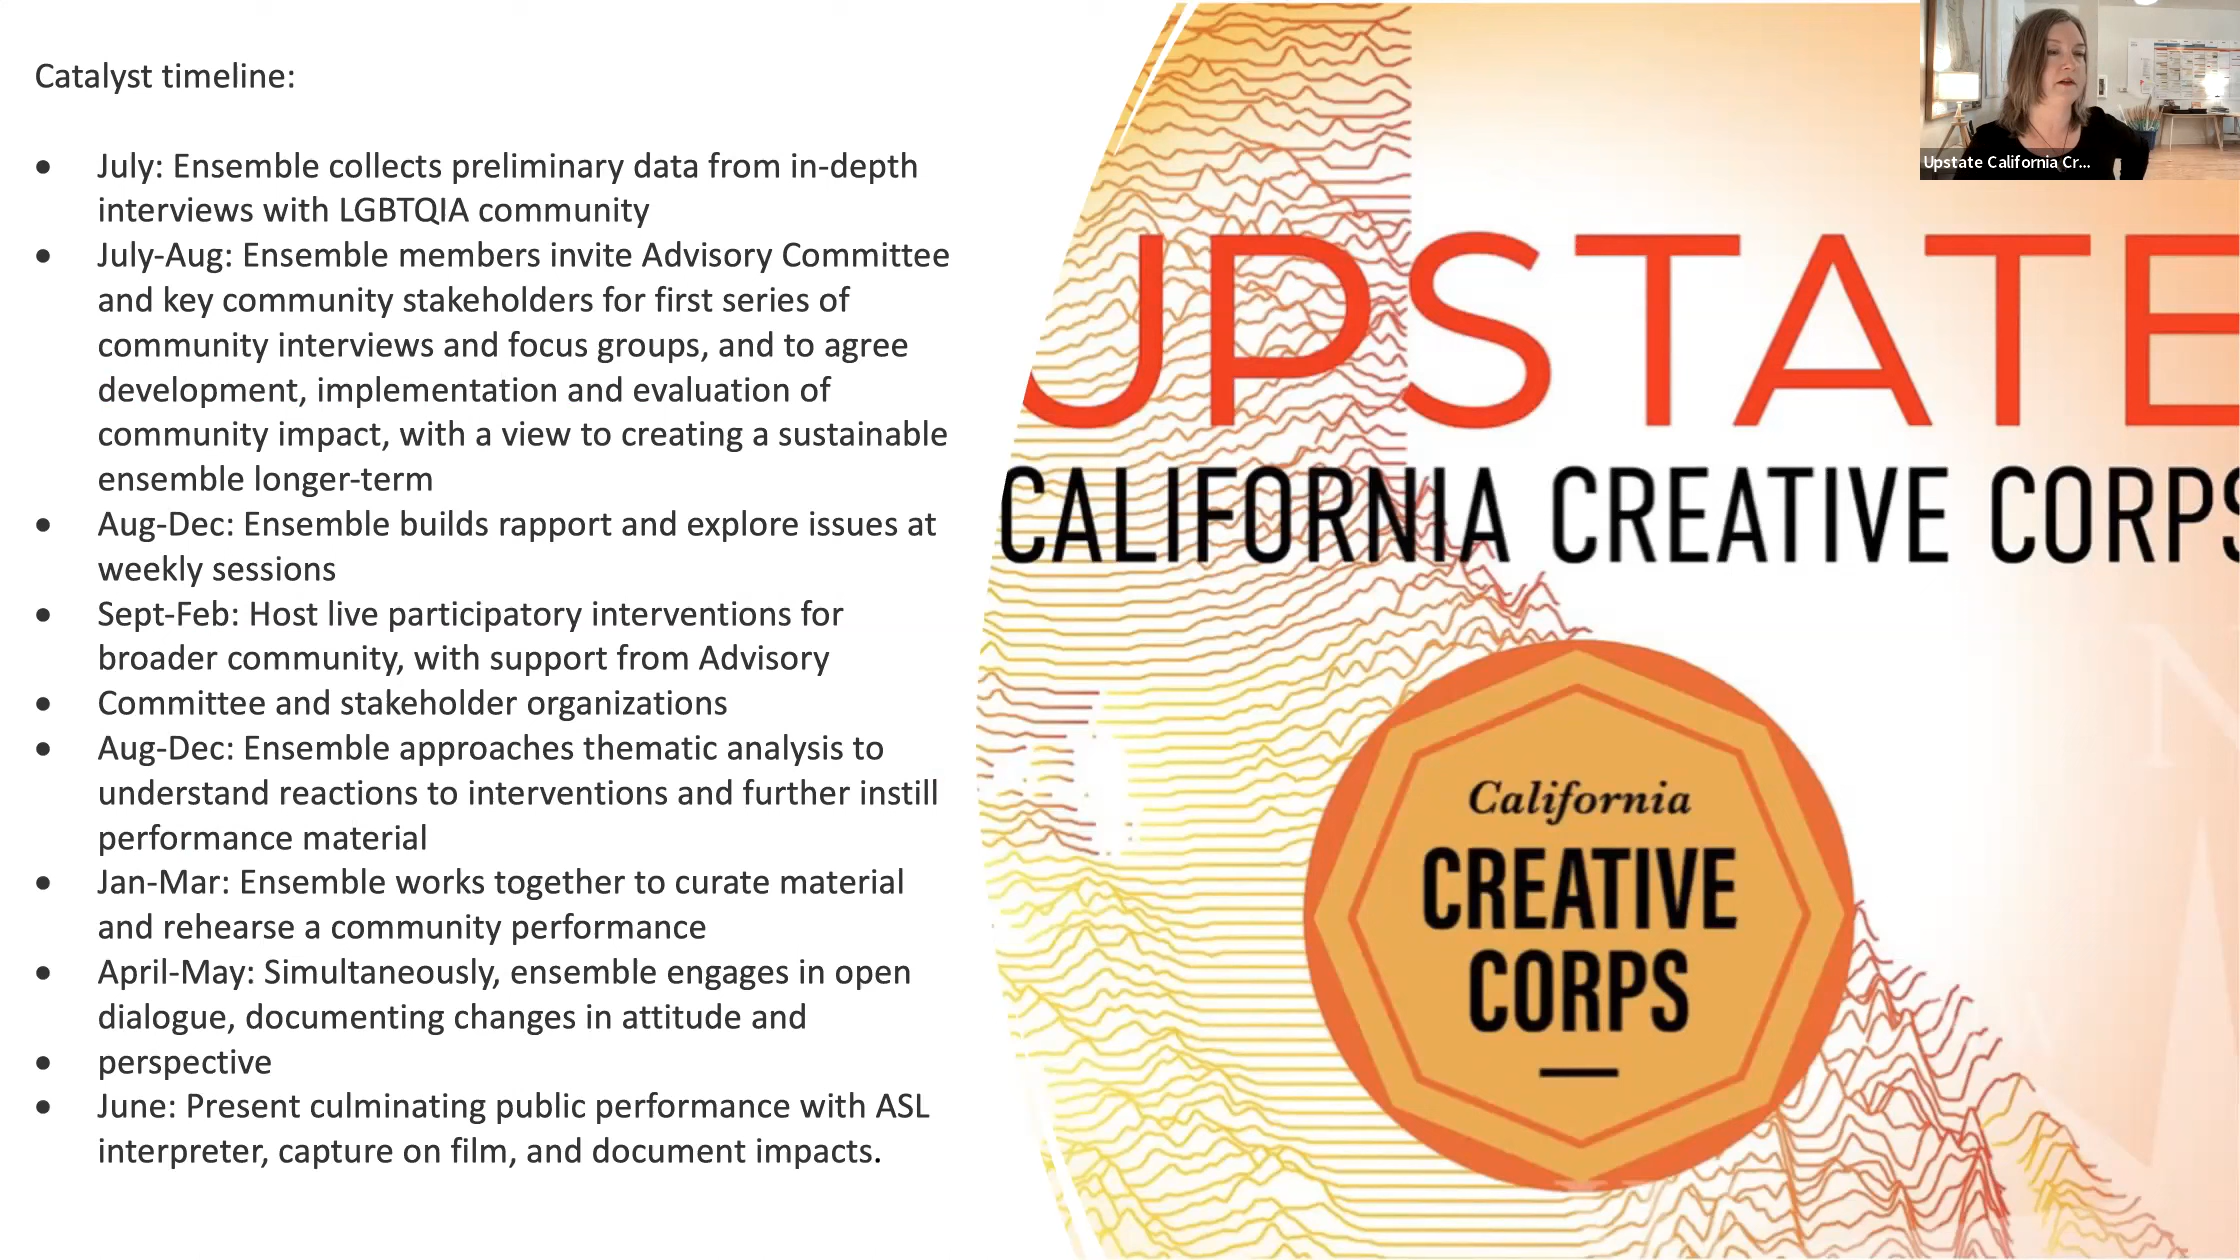 Catalyst timeline:
• July: Ensemble collects preliminary data from in-depth
interviews with LGBTQIA community
• July-Aug: Ensemble members invite Advisory Committee
and key community stakeholders for first series of
community interviews and focus groups, and to agree
development, implementation and evaluation of
community impact, with a view to creating a sustainable
ensemble longer-term
• Aug-Dec: Ensemble builds rapport and explore issues at
weekly sessions
• Sept-Feb: Host live participatory interventions for
broader community, with support from Advisory
• Committee and stakeholder organizations
• Aug-Dec: Ensemble approaches thematic analysis to
understand reactions to interventions and further instill
performance material
• Jan-Mar: Ensemble works together to curate material
and rehearse a community performance
• April-May: Simultaneously, ensemble engages in open
dialogue, documenting changes in attitude and
• perspective
• June: Present culminating public performance with ASL
interpreter, capture on film, and document impacts.
UPSTATE
CALIFORNIA CREATIVE CORPS
California
CREATIVE
CORPS
Upstate California Cr...